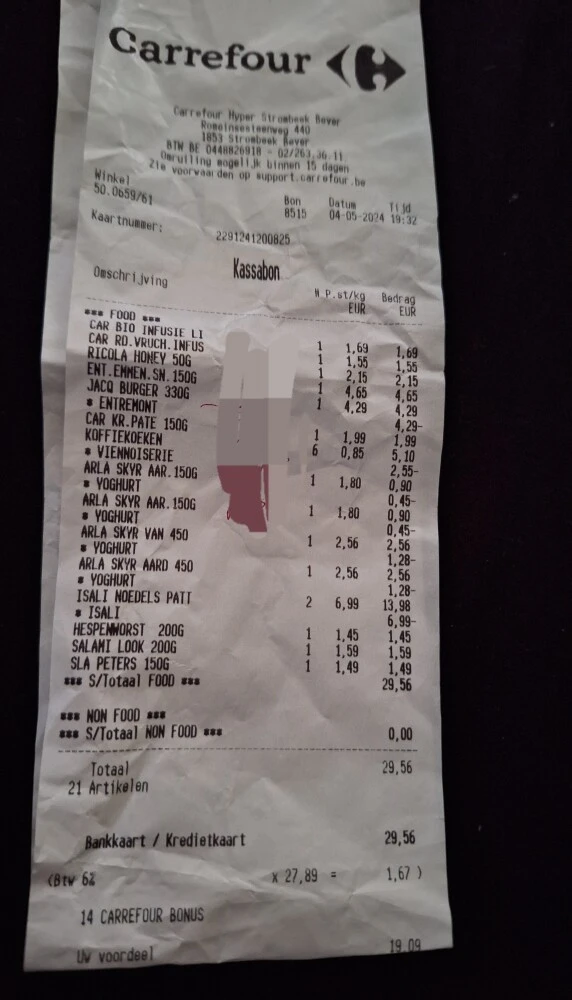 Carrefour
Carrefour Hyper Strombeek Bever
Romeinsesteenweg 440
1853 Strombeek Bever
BTW BE 0448826918 - 02/263.36.11
Omruiling mogelijk binnen 15 dagen
Zie voorwaarden op support.carrefour.be
Winkel Bon Datum Tijd
50.0659/61 8515 04-05-2024 19:32
Kaartnummer: 2291241200825
Kassabon
Omschrijving P.st/kg Bedrag
EUR EUR
*** FOOD ***
CAR BIO INFUSIE LI 1 1,69 1,69
CAR RD.VRUCH.INFUS 1 1,55 1,55
RICOLA HONEY 50G 1 2,15 2,15
ENT.EMMEN.SN.150G 1 4,65 4,65
JACQ BURGER 330G 1 4,29 4,29
* ENTREMONT 4,29-
CAR KR.PATE 150G 1 1,99 1,99
KOFFIEKOEKEN 6 0,85 5,10
* VIENNOISERIE 2,55-
ARLA SKYR AAR.150G 1 1,80 0,90
* YOGHURT 0,45-
ARLA SKYR AAR.150G 1 1,80 0,90
* YOGHURT 0,45-
ARLA SKYR VAN 450 1 2,56 2,56
* YOGHURT 1,28-
ARLA SKYR AARD 450 1 2,56 2,56
* YOGHURT 1,28-
ISALI NOEDELS PATT 2 6,99 13,98
* ISALI 6,99-
HESPENWORST 200G 1 1,45 1,45
SALAMI LOOK 200G 1 1,59 1,59
SLA PETERS 150G 1 1,49 1,49
*** S/Totaal FOOD *** 29,56
*** NON FOOD ***
*** S/Totaal NON FOOD *** 0,00
Totaal 29,56
21 Artikelen
Bankkaart / Kredietkaart 29,56
(Btw 6% x 27,89 = 1,67 )
14 CARREFOUR BONUS
Uw voordeel 19,09